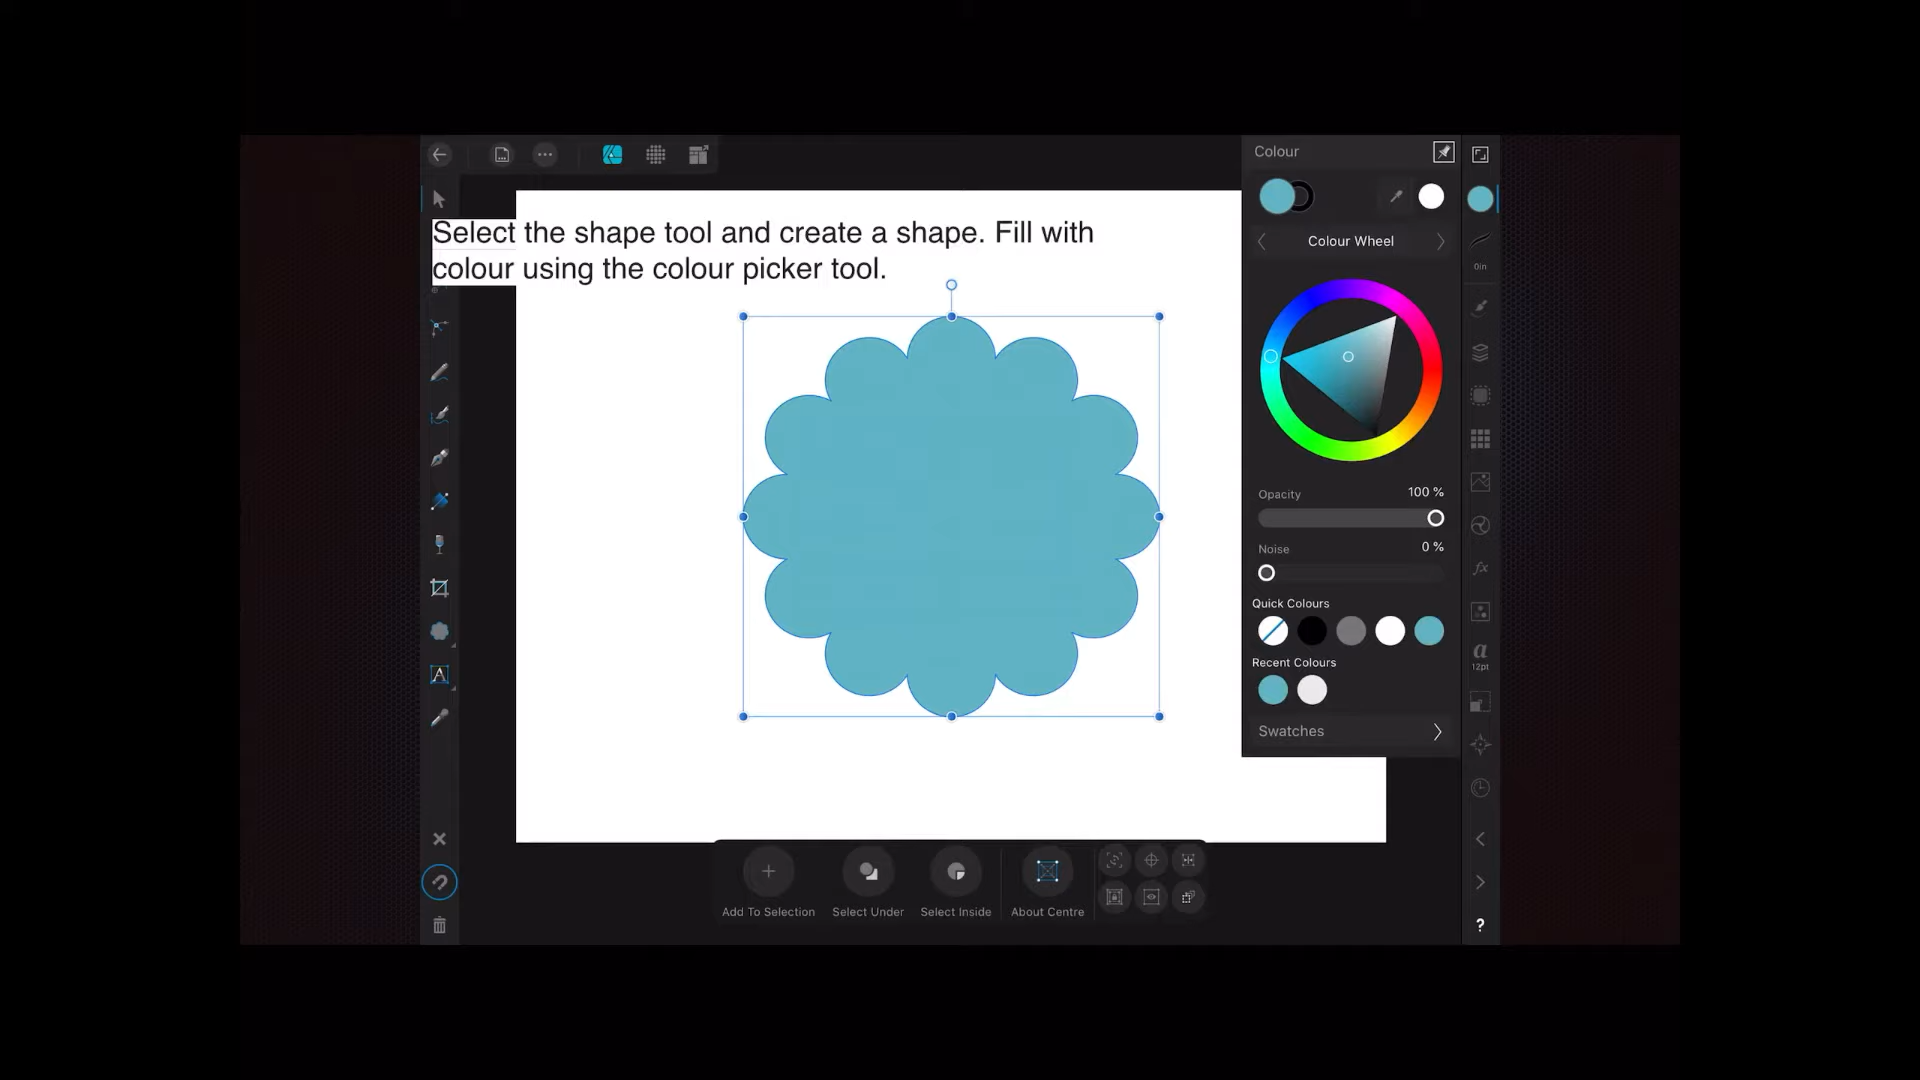 Colour
Select the shape tool and create a shape. Fill with
colour using the colour picker tool.
Colour Wheel
0in
Opacity 100 %
Noise 0 %
Quick Colours
Recent Colours
Swatches
fx
A
a
12pt
Add To Selection Select Under Select Inside About Centre
?